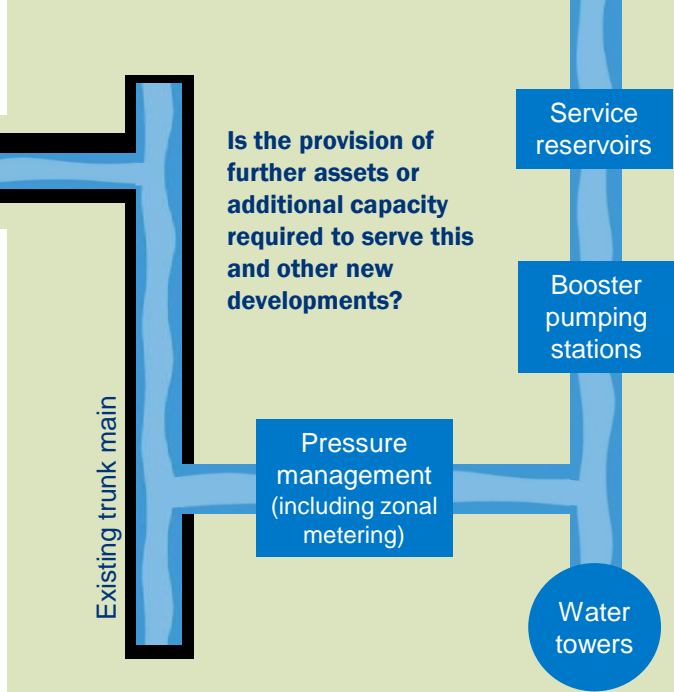 Is the provision of
further assets or
additional capacity
required to serve this
and other new
developments?
Service
reservoirs
Booster
pumping
stations
Existing trunk main
Pressure
management
(including zonal
metering)
Water
towers